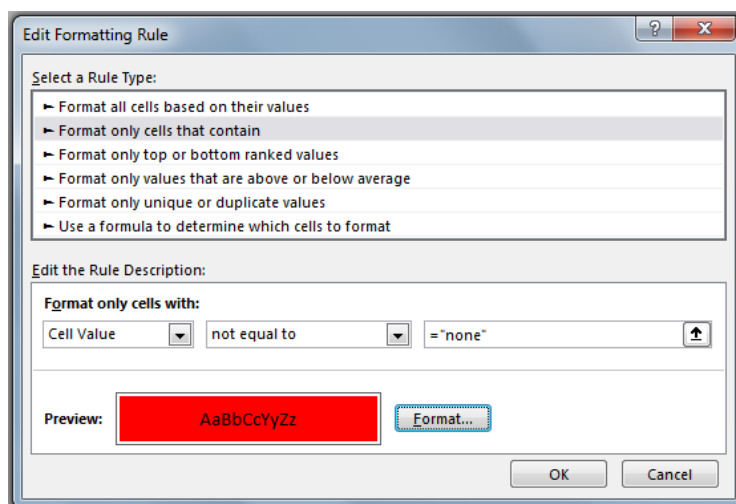 Edit Formatting Rule
? X
Select a Rule Type:
► Format all cells based on their values
► Format only cells that contain
► Format only top or bottom ranked values
► Format only values that are above or below average
► Format only unique or duplicate values
► Use a formula to determine which cells to format
Edit the Rule Description:
Format only cells with:
Cell Value not equal to ="none"
Preview: AaBbCcYyZz Format...
OK Cancel